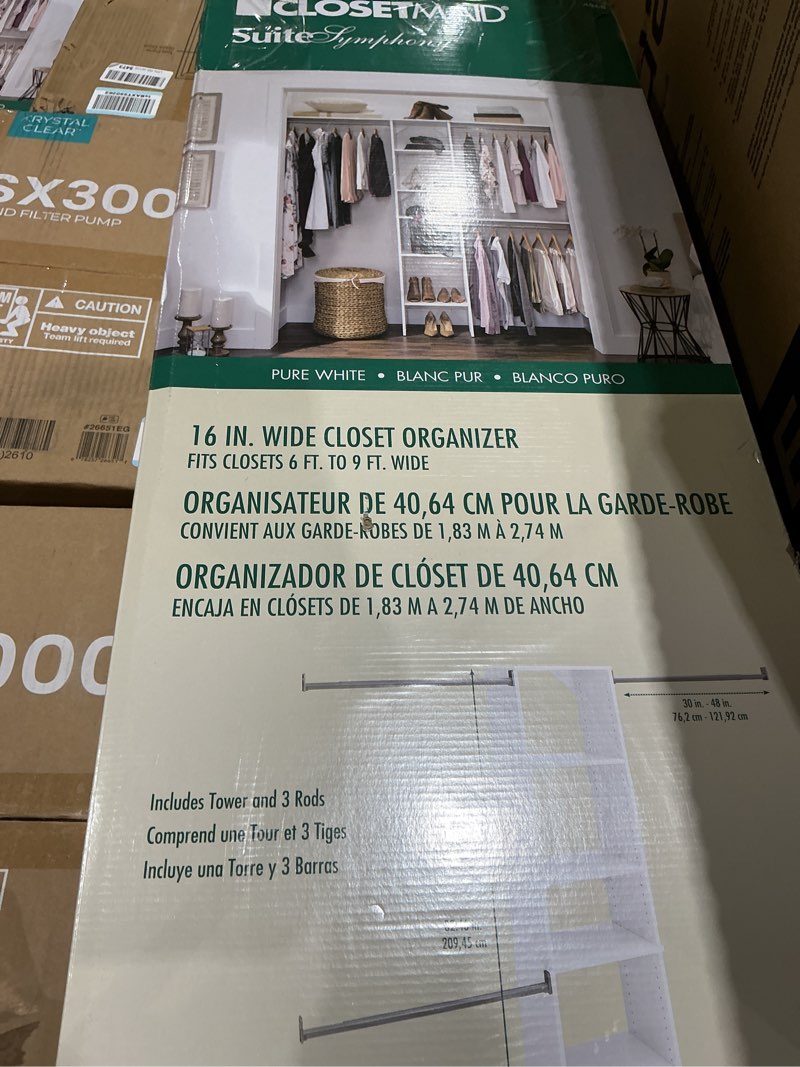 CLOSETMAID
Suite Symphony
PURE WHITE • BLANC PUR • BLANCO PURO
16 IN. WIDE CLOSET ORGANIZER
FITS CLOSETS 6 FT. TO 9 FT. WIDE
ORGANISATEUR DE 40,64 CM POUR LA GARDE-ROBE
CONVIENT AUX GARDE-ROBES DE 1,83 M À 2,74 M
ORGANIZADOR DE CLÓSET DE 40,64 CM
ENCAJA EN CLÓSETS DE 1,83 M A 2,74 M DE ANCHO
30 in. - 48 in.
76,2 cm - 121,92 cm
Includes Tower and 3 Rods
Comprend une Tour et 3 Tiges
Incluye una Torre y 3 Barras
209,45 cm
KRYSTAL
CLEAR
SX300
ND FILTER PUMP
CAUTION
Heavy object
Team lift required
#26651EG